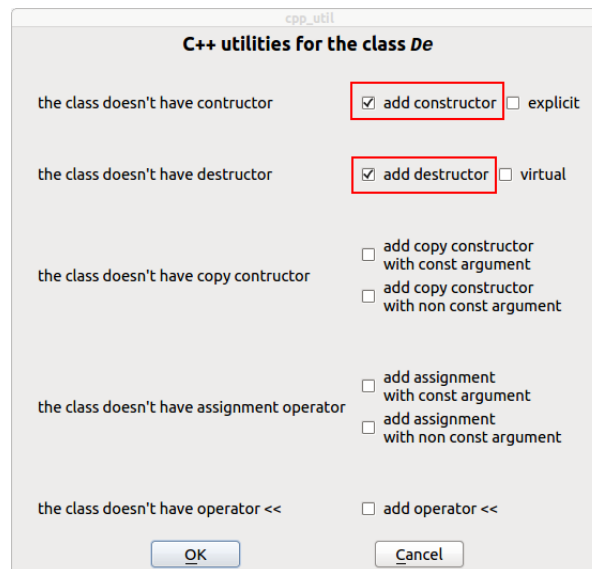 cpp_util
C++ utilities for the class De
the class doesn't have contructor
add constructor
explicit
the class doesn't have destructor
add destructor
virtual
the class doesn't have copy contructor
add copy constructor
with const argument
add copy constructor
with non const argument
the class doesn't have assignment operator
add assignment
with const argument
add assignment
with non const argument
the class doesn't have operator <<
add operator <<
OK
Cancel